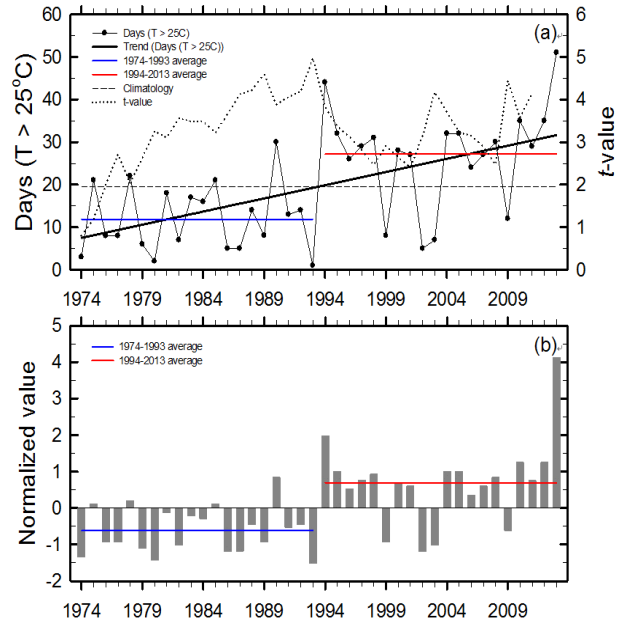 60
50
40
30
20
10
0
Days (T > 25°C)
Days (T > 25C)
Trend (Days (T > 25C))
1974-1993 average
1994-2013 average
Climatology
t-value
(a)
6
5
4
3
2
1
0
t-value
1974 1979 1984 1989 1994 1999 2004 2009
5
4
3
2
1
0
-1
-2
Normalized value
1974-1993 average
1994-2013 average
(b)
1974 1979 1984 1989 1994 1999 2004 2009